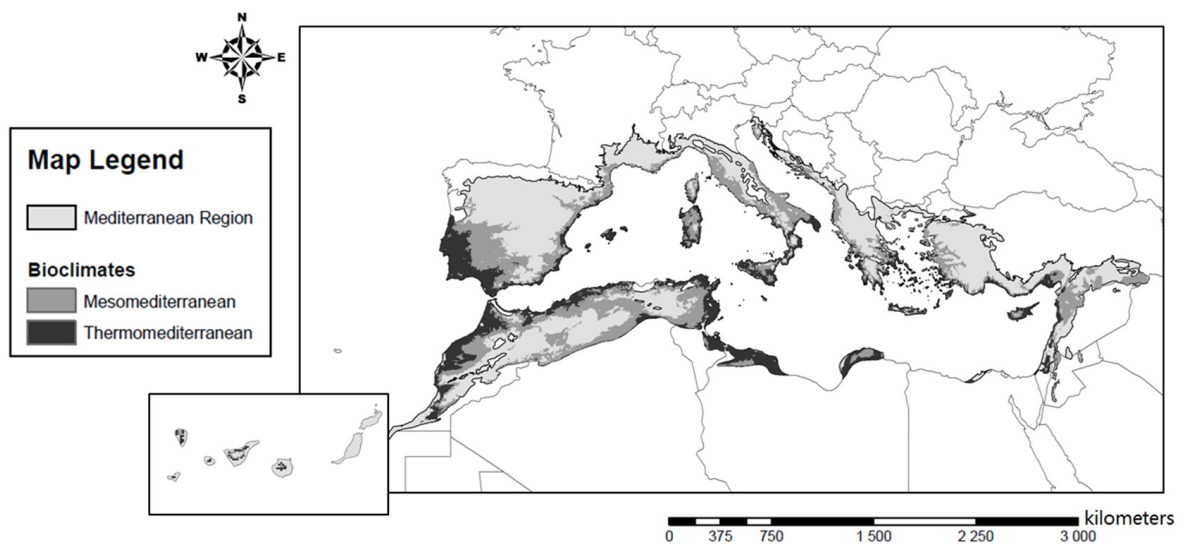 N
W E
S
Map Legend
Mediterranean Region
Bioclimates
Mesomediterranean
Thermomediterranean
kilometers
0 375 750 1 500 2 250 3 000